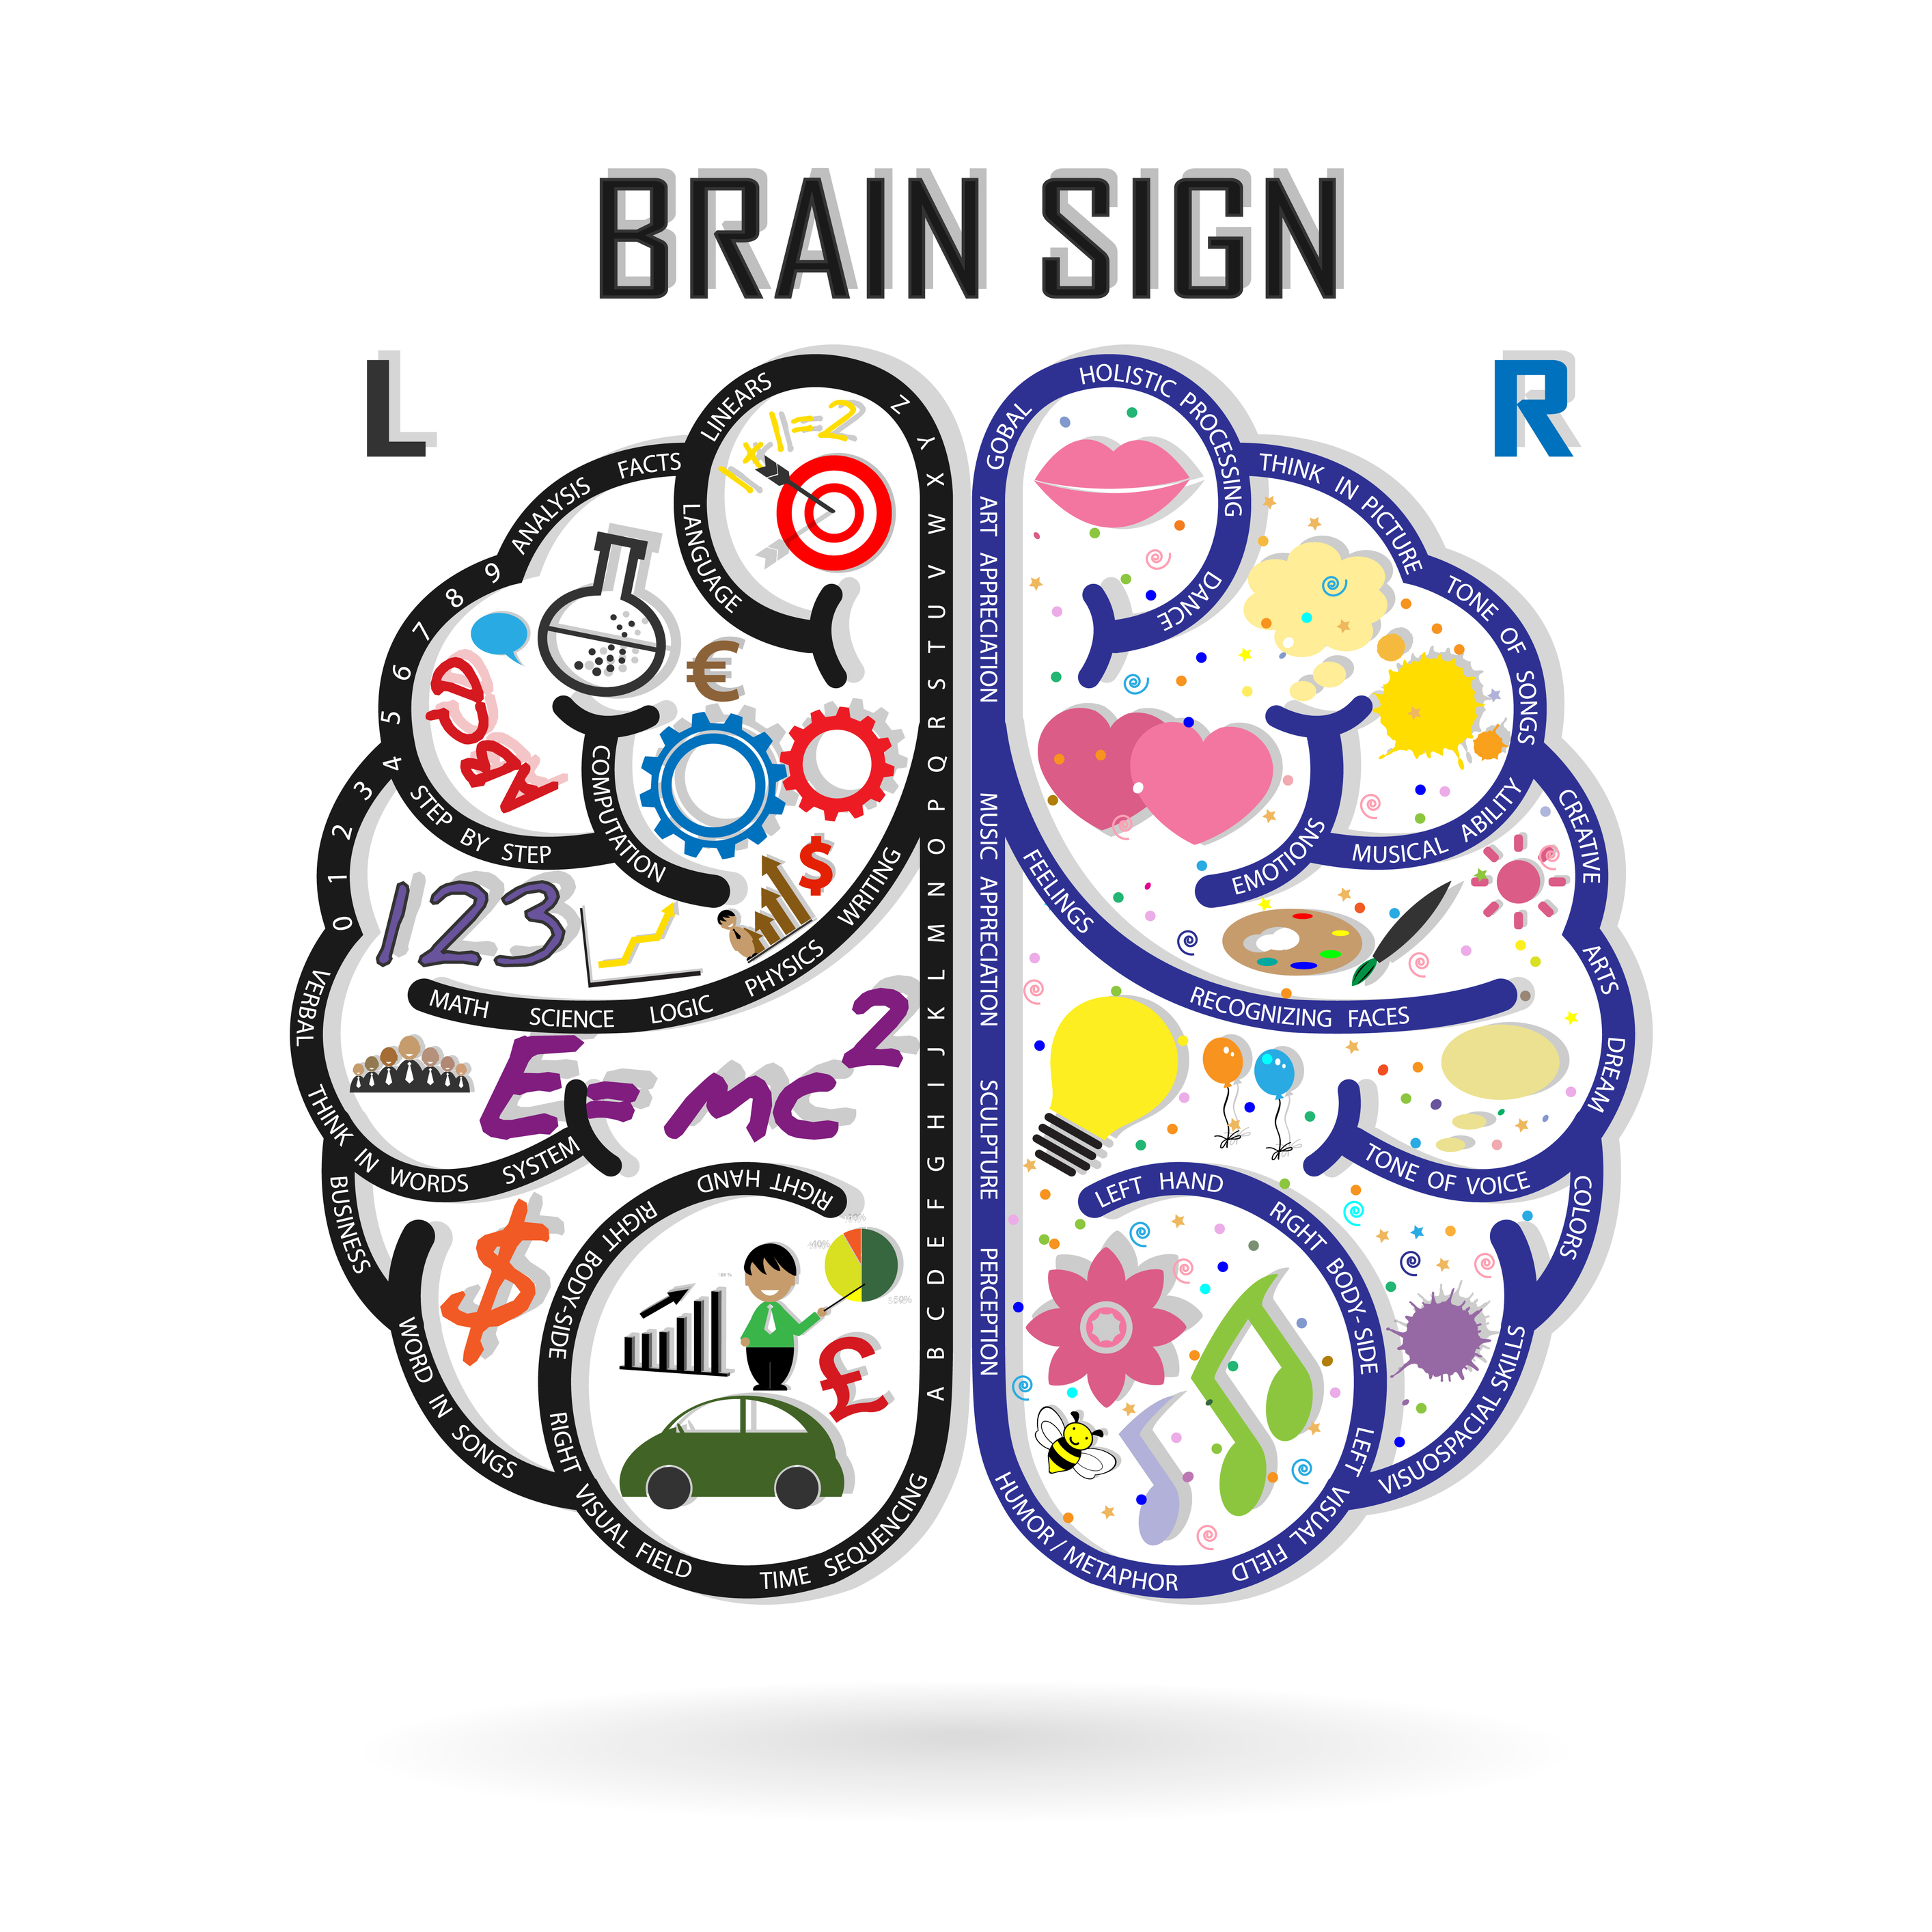 BRAIN SIGN
L
R
LINEARS
LANGUAGE
FACTS
ANALYSIS
0 1 2 3 4 5 6 7 8 9
STEP BY STEP
COMPUTATION
A B C D E F G H I J K L M N O P Q R S T U V W X Y Z
1+1=2
€
$
123
MATH SCIENCE LOGIC PHYSICS WRITING
VERBAL
THINK IN WORDS SYSTEM
E=mc2
BUSINESS
$
WORD IN SONGS
RIGHT HAND
RIGHT BODY-SIDE
RIGHT VISUAL FIELD
TIME SEQUENCING
£
GLOBAL
HOLISTIC PROCESSING
DANCE
THINK IN PICTURE
TONE OF SONGS
MUSICAL ABILITY
EMOTIONS
ART APPRECIATION
MUSIC APPRECIATION
SCULPTURE PERCEPTION
FEELINGS
RECOGNIZING FACES
CREATIVE
ARTS
DREAM
TONE OF VOICE
COLORS
VISUOSPACIAL SKILLS
LEFT HAND
RIGHT BODY-SIDE
LEFT VISUAL FIELD
HUMOR / METAPHOR